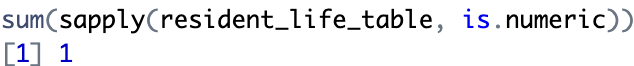 sum(sapply(resident_life_table, is.numeric))
[1] 1